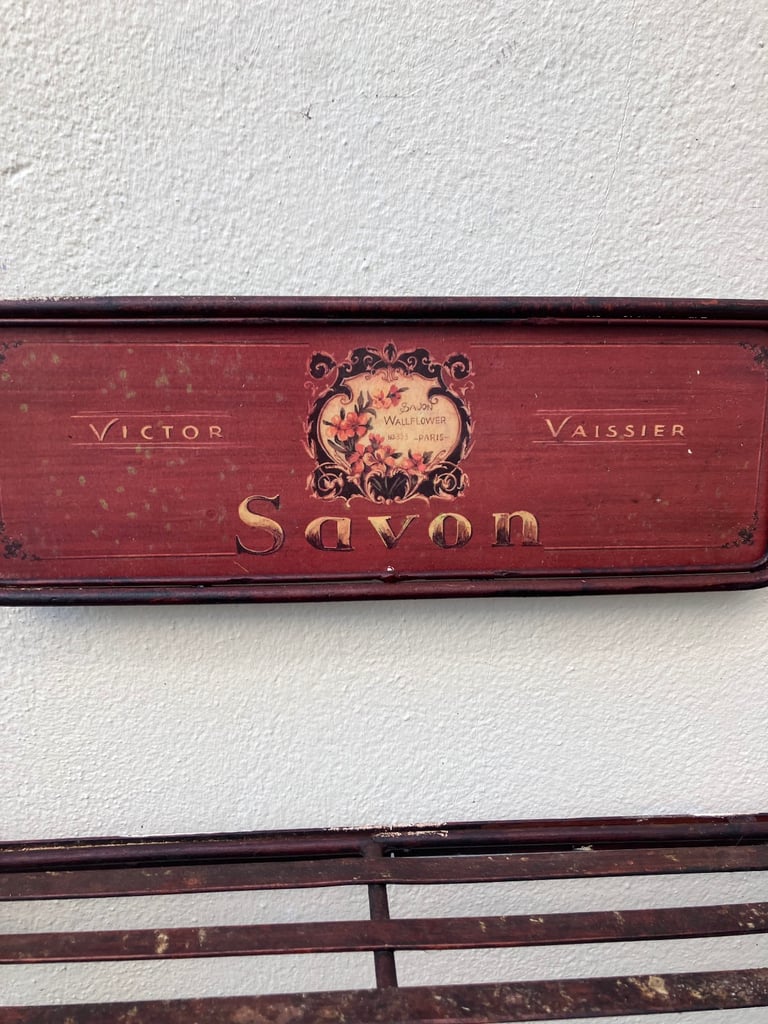 VICTOR
SAVON
WALLFLOWER
-PARIS-
VAISSIER
Savon